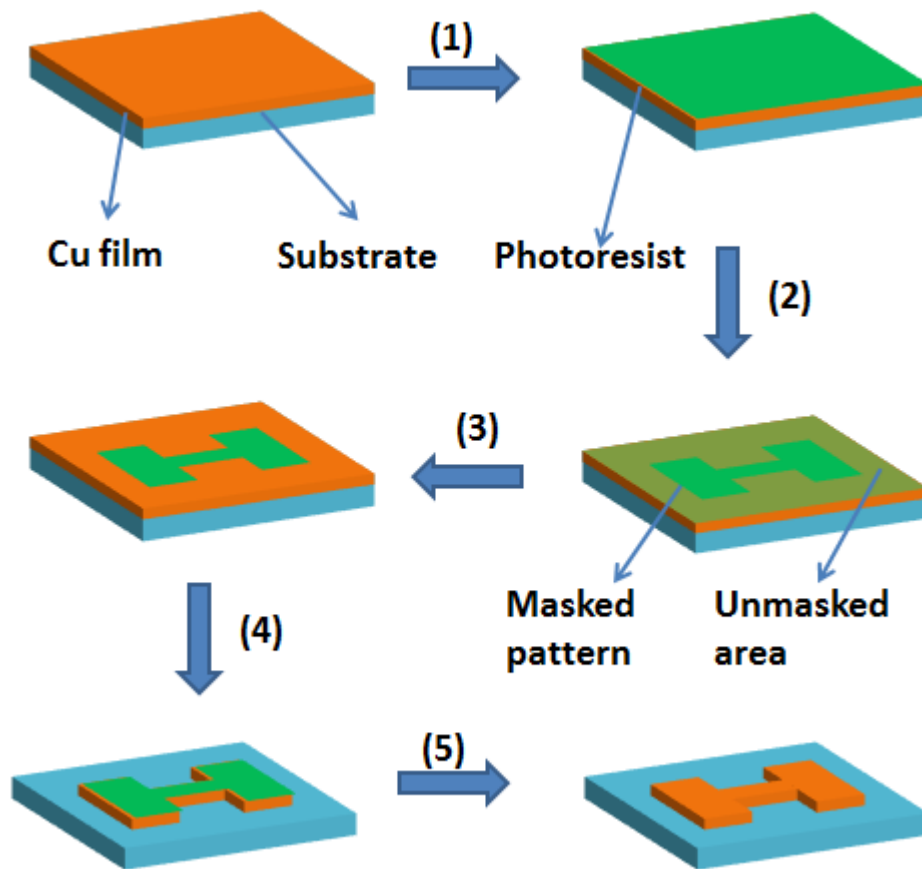 (1)
Cu film
Substrate
Photoresist
(2)
(3)
Masked
pattern
Unmasked
area
(4)
(5)